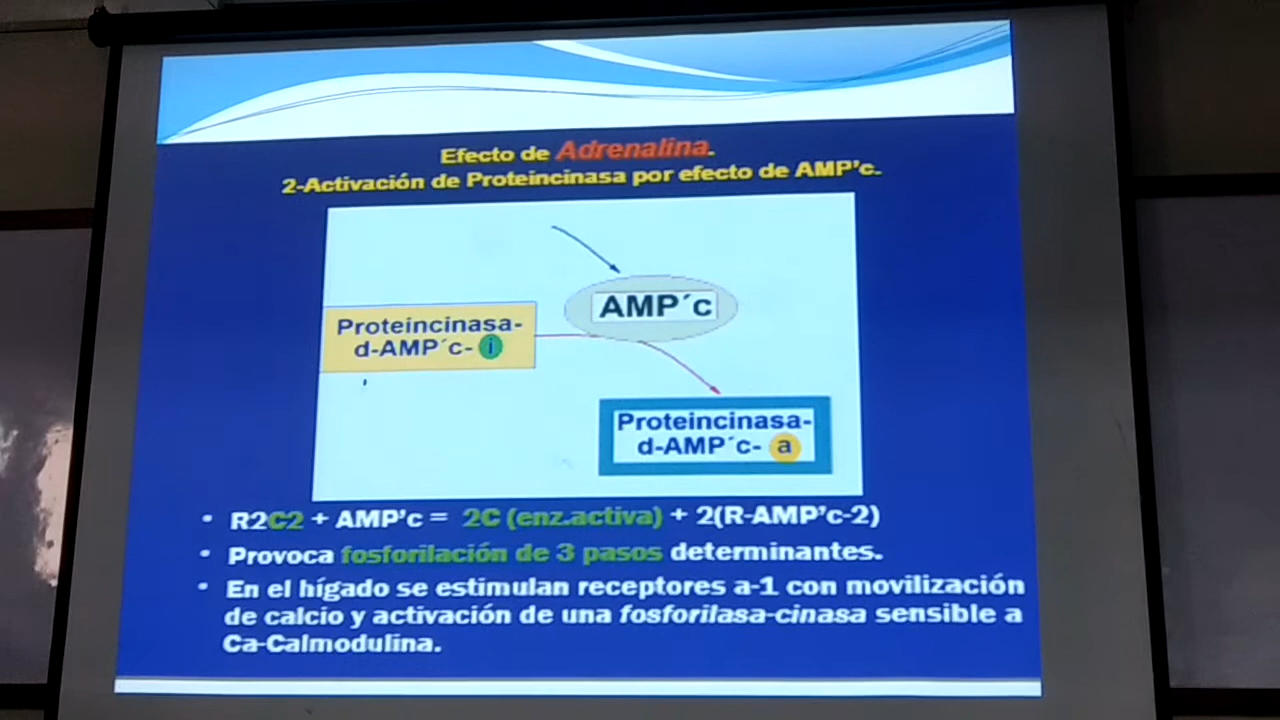 Efecto de Adrenalina.
2-Activación de Proteincinasa por efecto de AMP'c.
AMP´c
Proteincinasa-
d-AMP´c- i
Proteincinasa-
d-AMP´c- a
• R2C2 + AMP'c = 2C (enz.activa) + 2(R-AMP'c-2)
• Provoca fosforilación de 3 pasos determinantes.
• En el hígado se estimulan receptores a-1 con movilización
de calcio y activación de una fosforilasa-cinasa sensible a
Ca-Calmodulina.